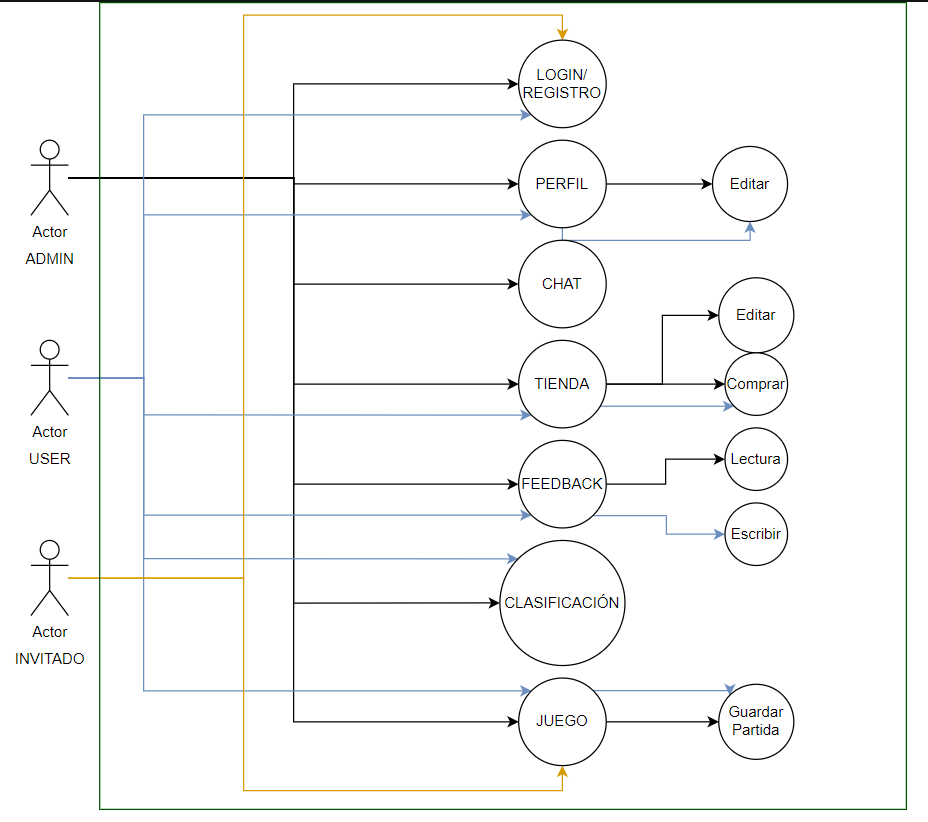 LOGIN/
REGISTRO
PERFIL
Editar
Actor
ADMIN
CHAT
Editar
TIENDA
Comprar
Actor
USER
Lectura
FEEDBACK
Escribir
CLASIFICACIÓN
Actor
INVITADO
JUEGO
Guardar
Partida